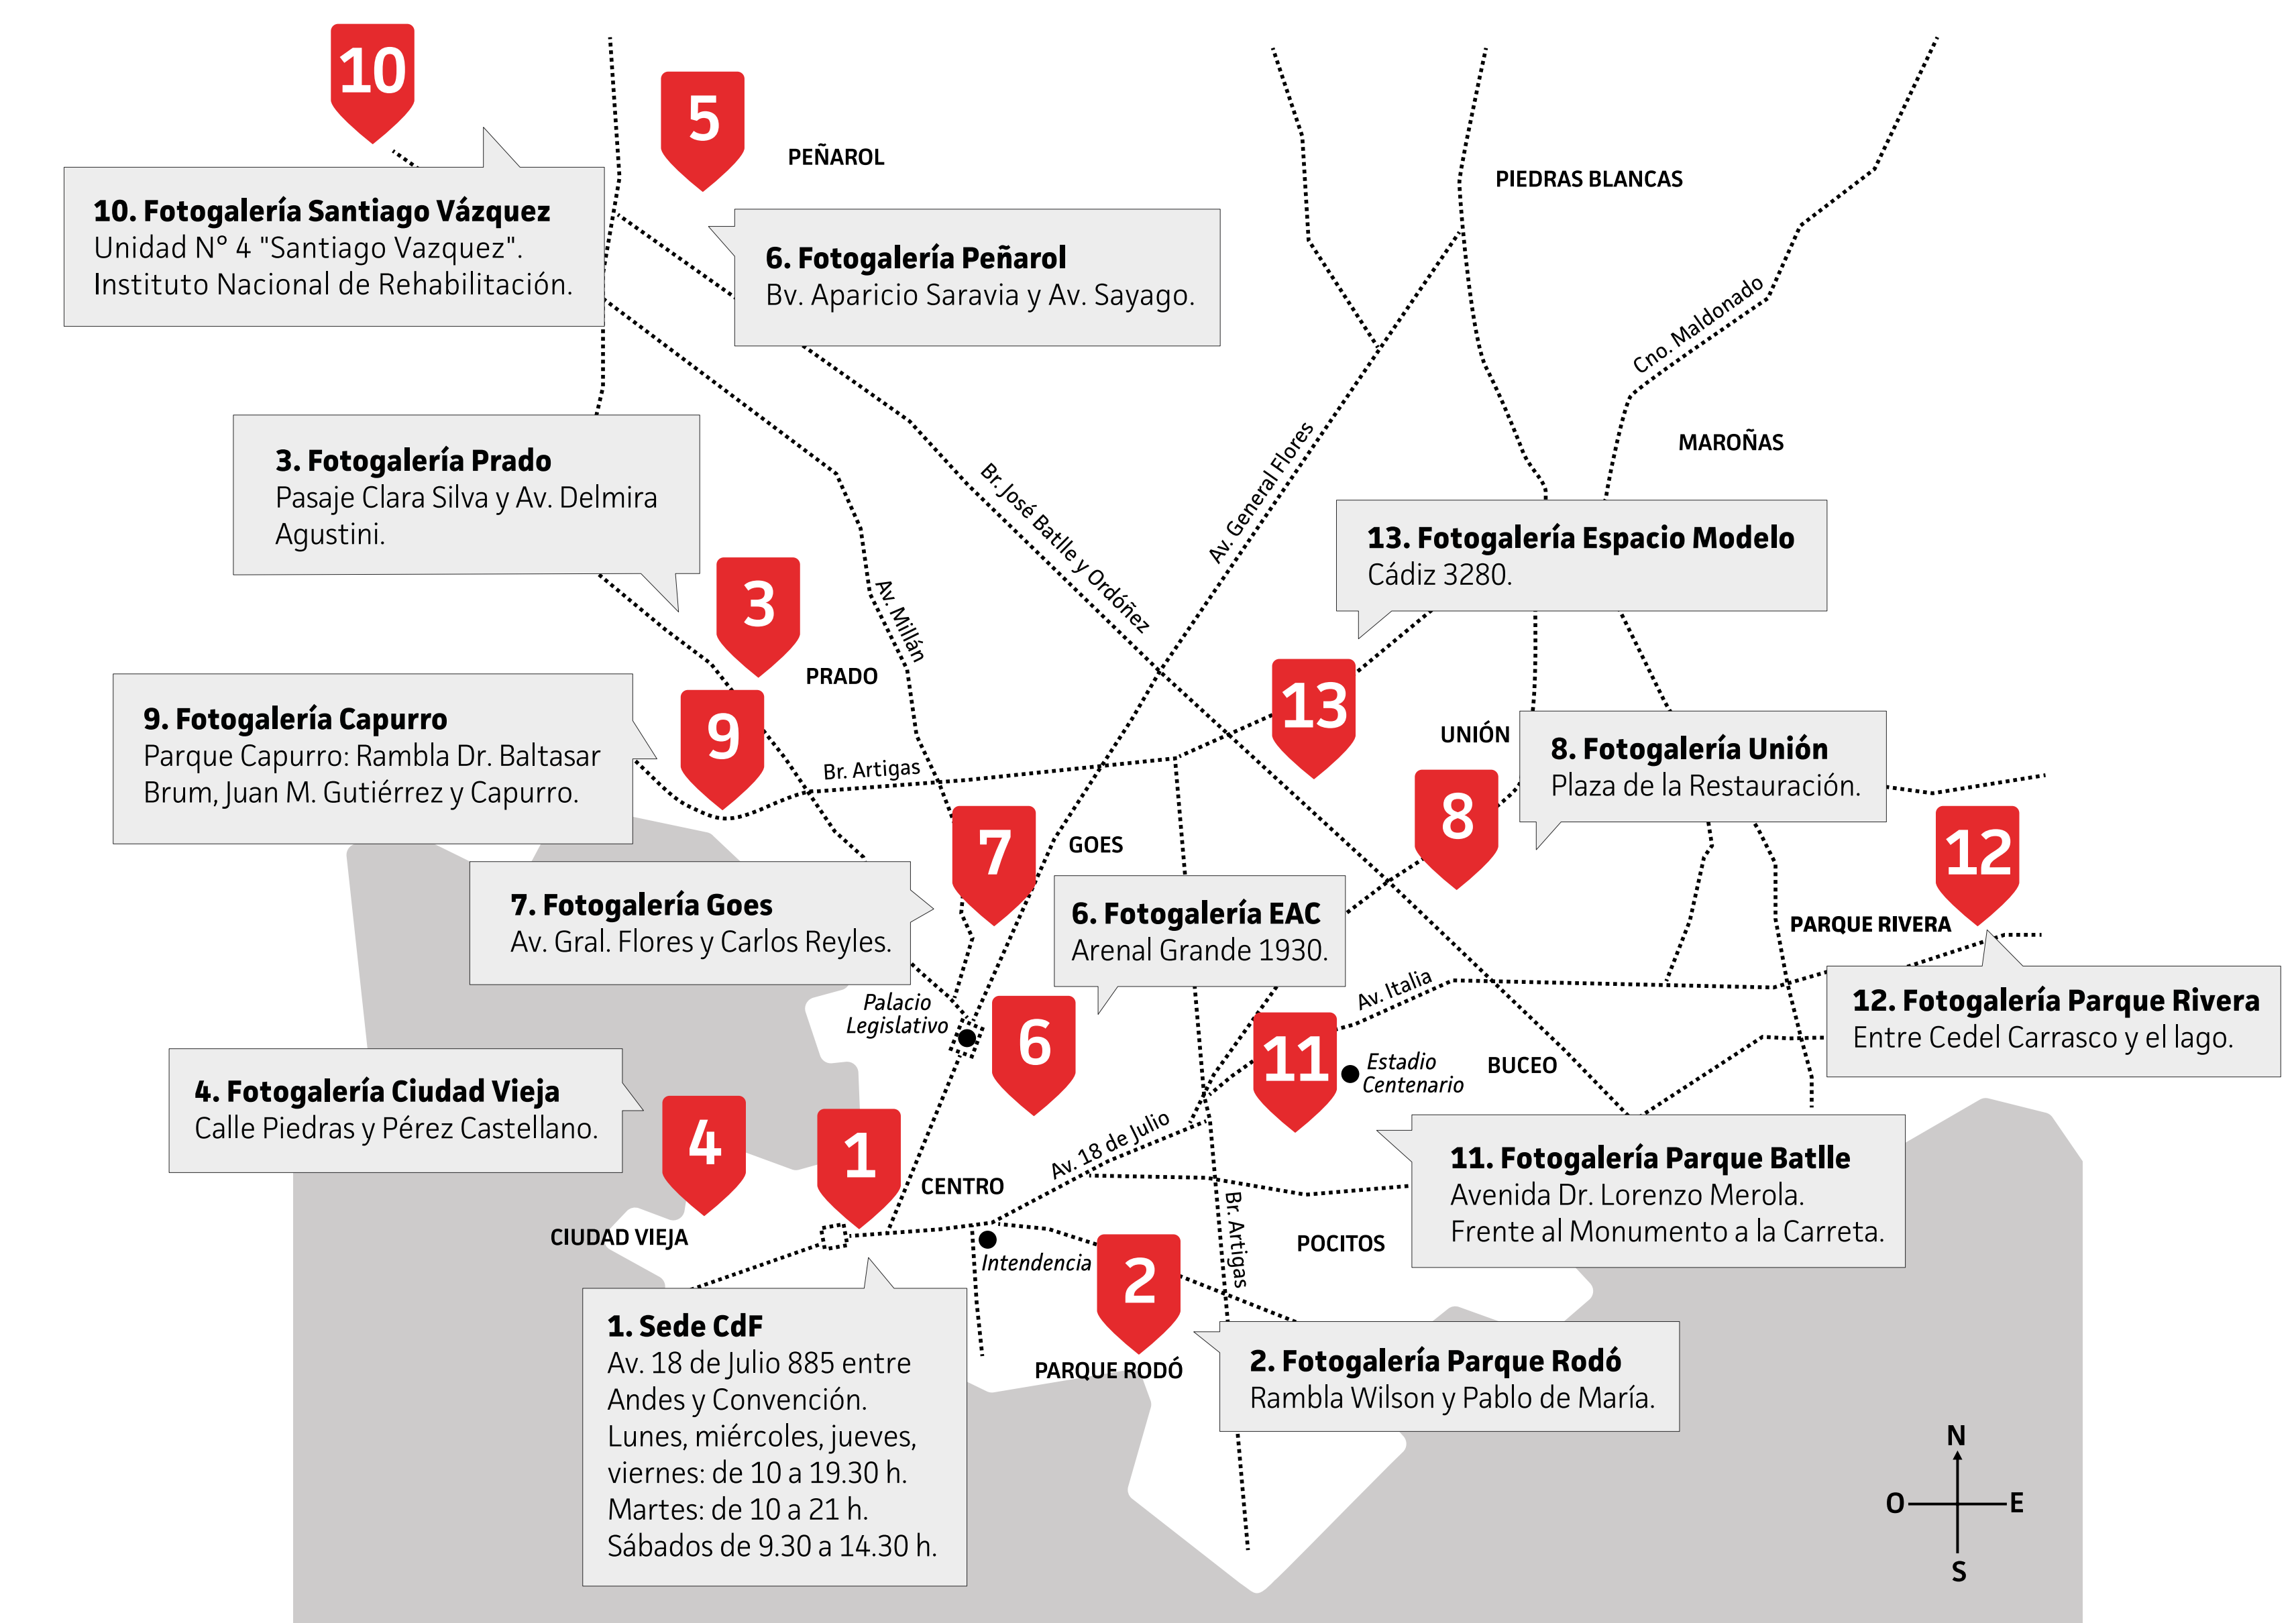 10
5
PEÑAROL
PIEDRAS BLANCAS
10. Fotogalería Santiago Vázquez
Unidad N° 4 "Santiago Vazquez".
Instituto Nacional de Rehabilitación.
6. Fotogalería Peñarol
Bv. Aparicio Saravia y Av. Sayago.
Cno. Maldonado
MAROÑAS
3. Fotogalería Prado
Pasaje Clara Silva y Av. Delmira
Agustini.
Br. José Batlle y Ordóñez
Av. General Flores
13. Fotogalería Espacio Modelo
Cádiz 3280.
3
Av. Millán
PRADO
13
9. Fotogalería Capurro
Parque Capurro: Rambla Dr. Baltasar
Brum, Juan M. Gutiérrez y Capurro.
9
Br. Artigas
UNIÓN
8. Fotogalería Unión
Plaza de la Restauración.
8
7
GOES
12
7. Fotogalería Goes
Av. Gral. Flores y Carlos Reyles.
6. Fotogalería EAC
Arenal Grande 1930.
PARQUE RIVERA
Palacio
Legislativo
Av. Italia
12. Fotogalería Parque Rivera
Entre Cedel Carrasco y el lago.
6
11
Estadio
Centenario
BUCEO
4. Fotogalería Ciudad Vieja
Calle Piedras y Pérez Castellano.
4
1
Av. 18 de Julio
11. Fotogalería Parque Batlle
Avenida Dr. Lorenzo Merola.
Frente al Monumento a la Carreta.
CENTRO
CIUDAD VIEJA
Intendencia
Br. Artigas
POCITOS
2
1. Sede CdF
Av. 18 de Julio 885 entre
Andes y Convención.
Lunes, miércoles, jueves,
viernes: de 10 a 19.30 h.
Martes: de 10 a 21 h.
Sábados de 9.30 a 14.30 h.
PARQUE RODÓ
2. Fotogalería Parque Rodó
Rambla Wilson y Pablo de María.
N
O
E
S